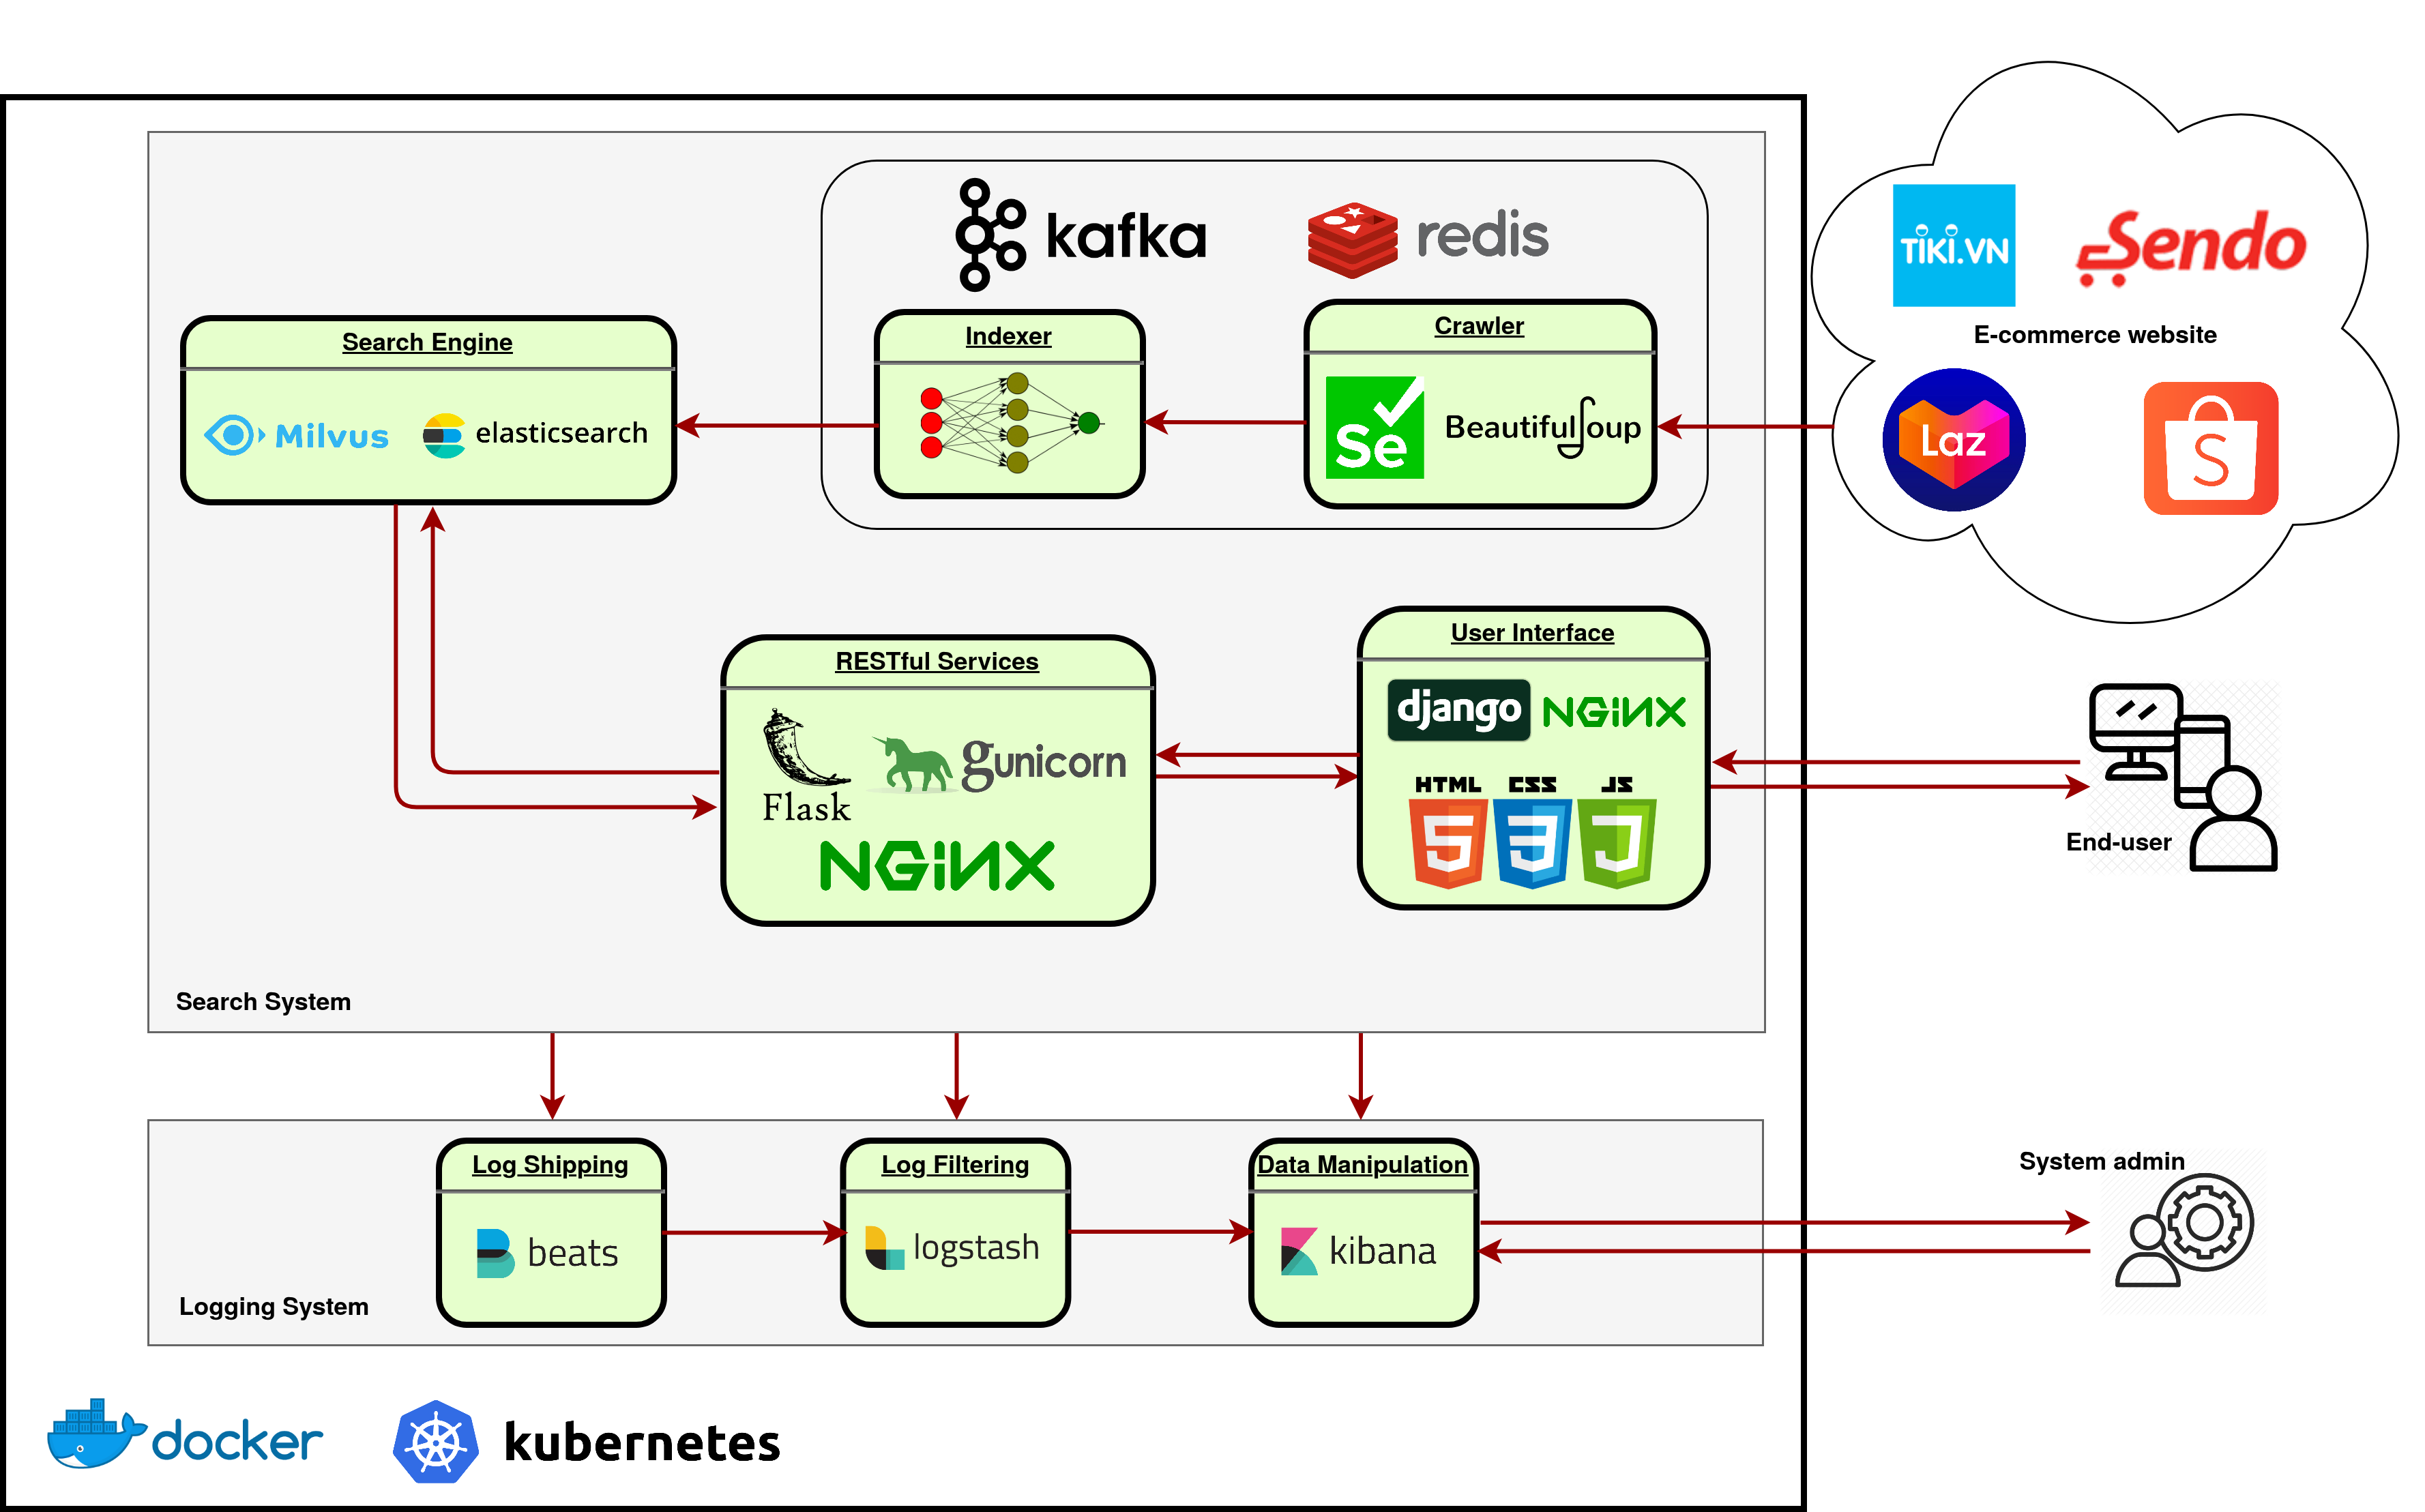 kafka
redis
TiKi.VN
Sendo
E-commerce website
Laz
S
Search Engine
Milvus
elasticsearch
Indexer
Crawler
Se
BeautifulSoup
RESTful Services
Flask
gunicorn
NGiNX
User Interface
django
NGiNX
HTML
CSS
JS
5
3
End-user
Search System
Log Shipping
beats
Log Filtering
logstash
Data Manipulation
kibana
System admin
Logging System
docker
kubernetes